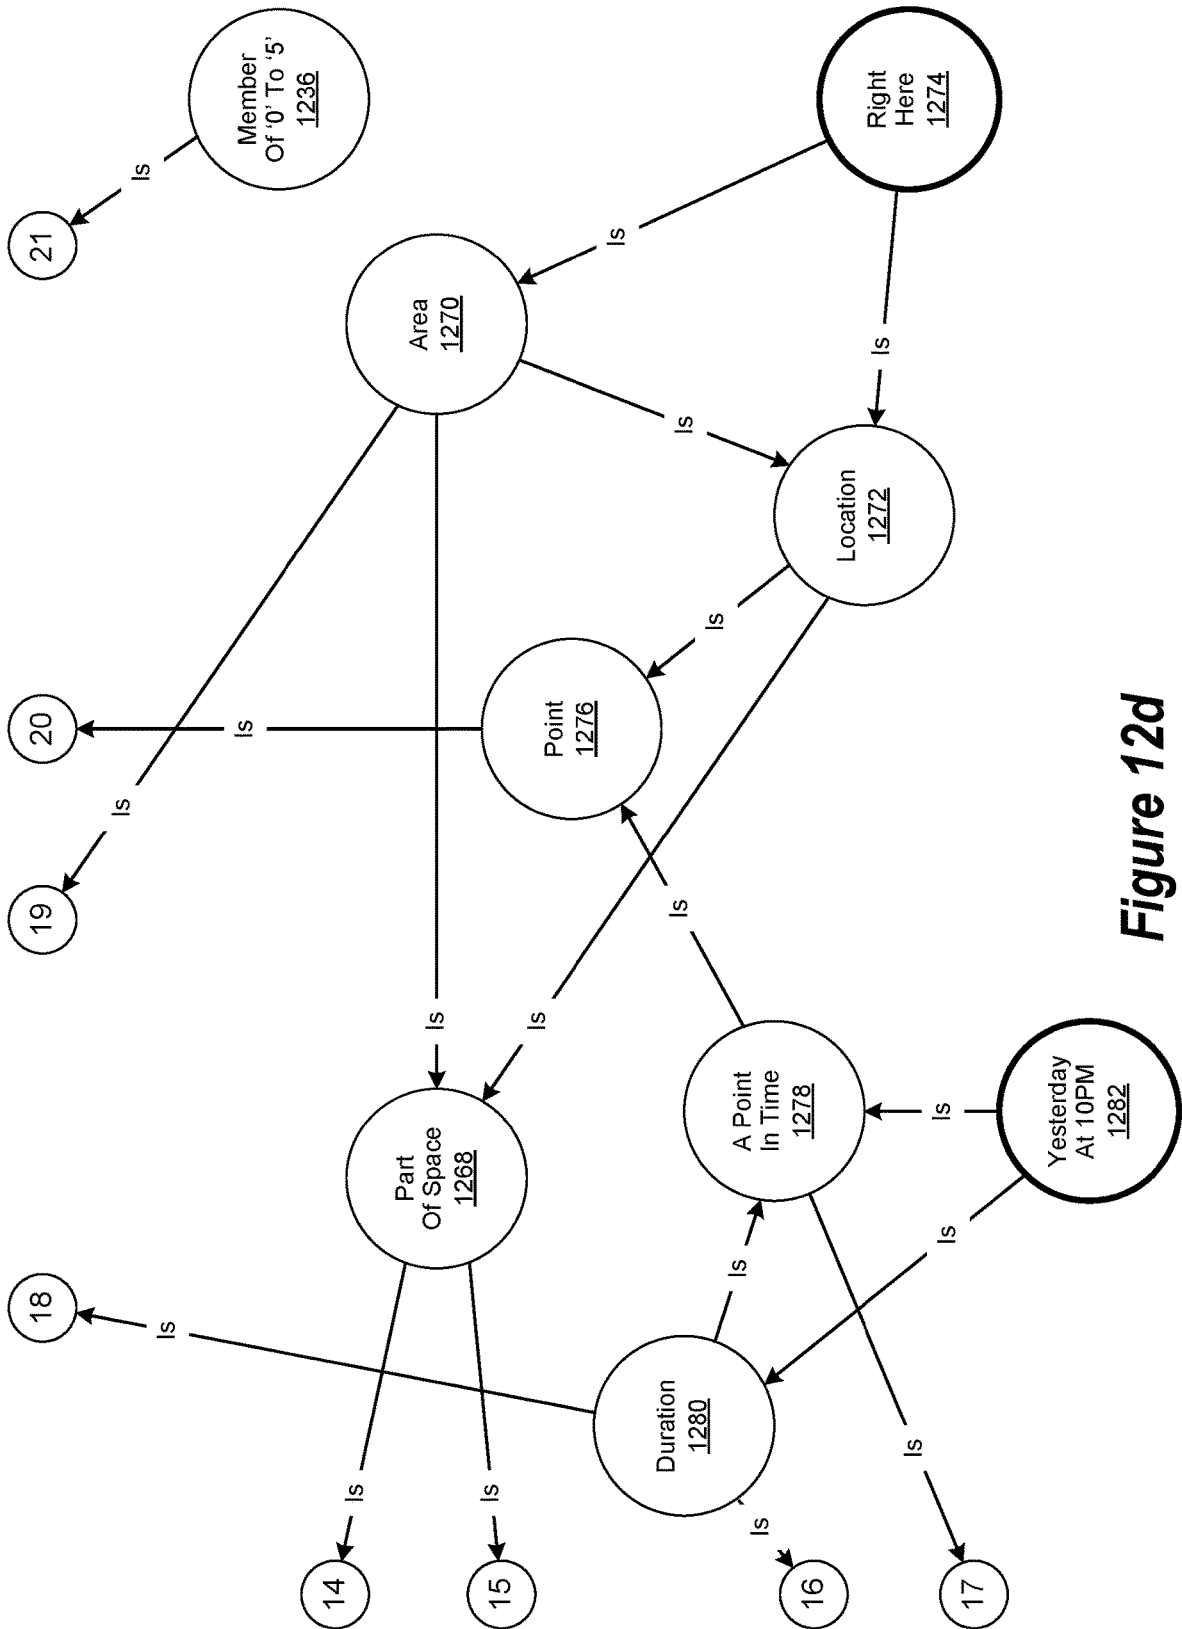 18
20
21
19
Is
Is
Is
Is
Member
Of '0' To '5'
1236
14
Is
Part
Of Space
1268
Is
Area
1270
Is
15
Is
Is
Point
1276
Is
Is
Duration
1280
Is
A Point
In Time
1278
Is
Is
16
Is
Location
1272
Is
Right
Here
1274
17
Is
Is
Is
Yesterday
At 10PM
1282
Figure 12d